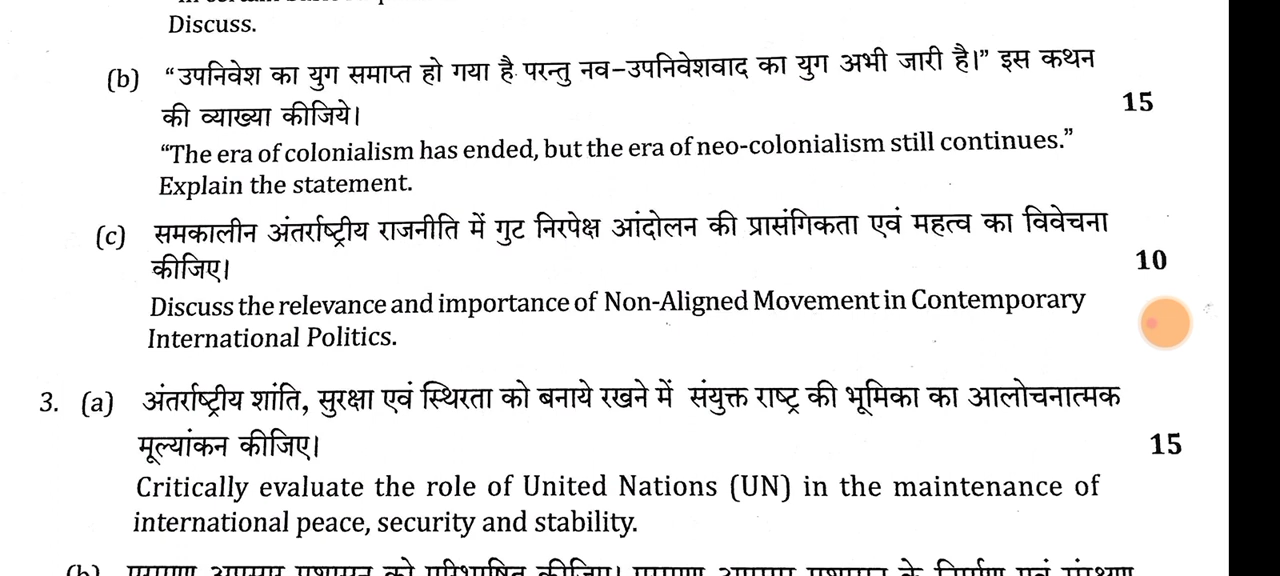 Discuss.
(b) “उपनिवेश का युग समाप्त हो गया है परन्तु नव-उपनिवेशवाद का युग अभी जारी है।” इस कथन
की व्याख्या कीजिये। 15
“The era of colonialism has ended, but the era of neo-colonialism still continues.”
Explain the statement.
(c) समकालीन अंतर्राष्ट्रीय राजनीति में गुट निरपेक्ष आंदोलन की प्रासंगिकता एवं महत्व का विवेचना
कीजिए। 10
Discuss the relevance and importance of Non-Aligned Movement in Contemporary
International Politics.
3. (a) अंतर्राष्ट्रीय शांति, सुरक्षा एवं स्थिरता को बनाये रखने में संयुक्त राष्ट्र की भूमिका का आलोचनात्मक
मूल्यांकन कीजिए। 15
Critically evaluate the role of United Nations (UN) in the maintenance of
international peace, security and stability.